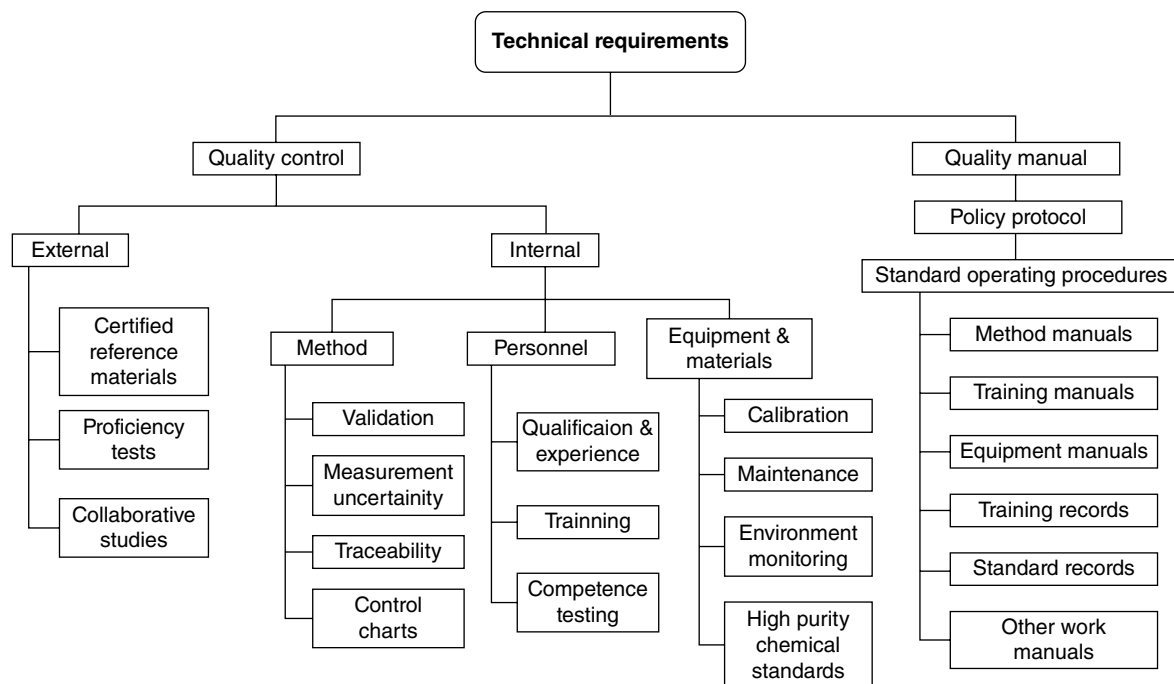 Technical requirements
Quality control
Quality manual
Policy protocol
External
Internal
Standard operating procedures
Certified
reference
materials
Proficiency
tests
Collaborative
studies
Method
Validation
Measurement
uncertainity
Traceability
Control
charts
Personnel
Qualificaion &
experience
Trainning
Competence
testing
Equipment &
materials
Calibration
Maintenance
Environment
monitoring
High purity
chemical
standards
Method manuals
Training manuals
Equipment manuals
Training records
Standard records
Other work
manuals